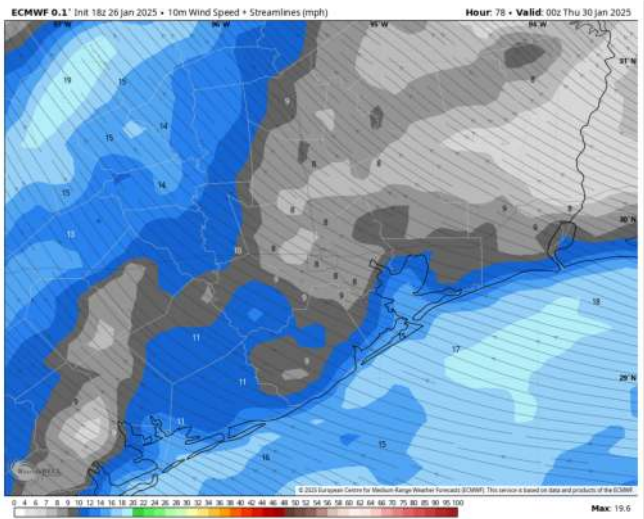 ECMWF 0.1° Init 18z 26 Jan 2025 • 10m Wind Speed + Streamlines (mph) Hour: 78 • Valid: 00z Thu 30 Jan 2025
97°W 96°W 95°W 94°W
31°N
19 15 8
9
14
15
8 8
15 14
8 9
13 8 9 30°N
10
8
8
8 8
9 9 8
18
11 17
8
11 29°N
9
11
15
16
WeatherBELL
© 2025 European Centre for Medium-Range Weather Forecasts (ECMWF). This service is based on data and products of the ECMWF.
0 4 6 8 9 10 12 14 16 18 20 22 24 26 28 30 32 34 36 38 40 42 44 46 48 50 52 54 56 58 60 62 64 66 70 75 80 85 90 95 100
Max: 19.6